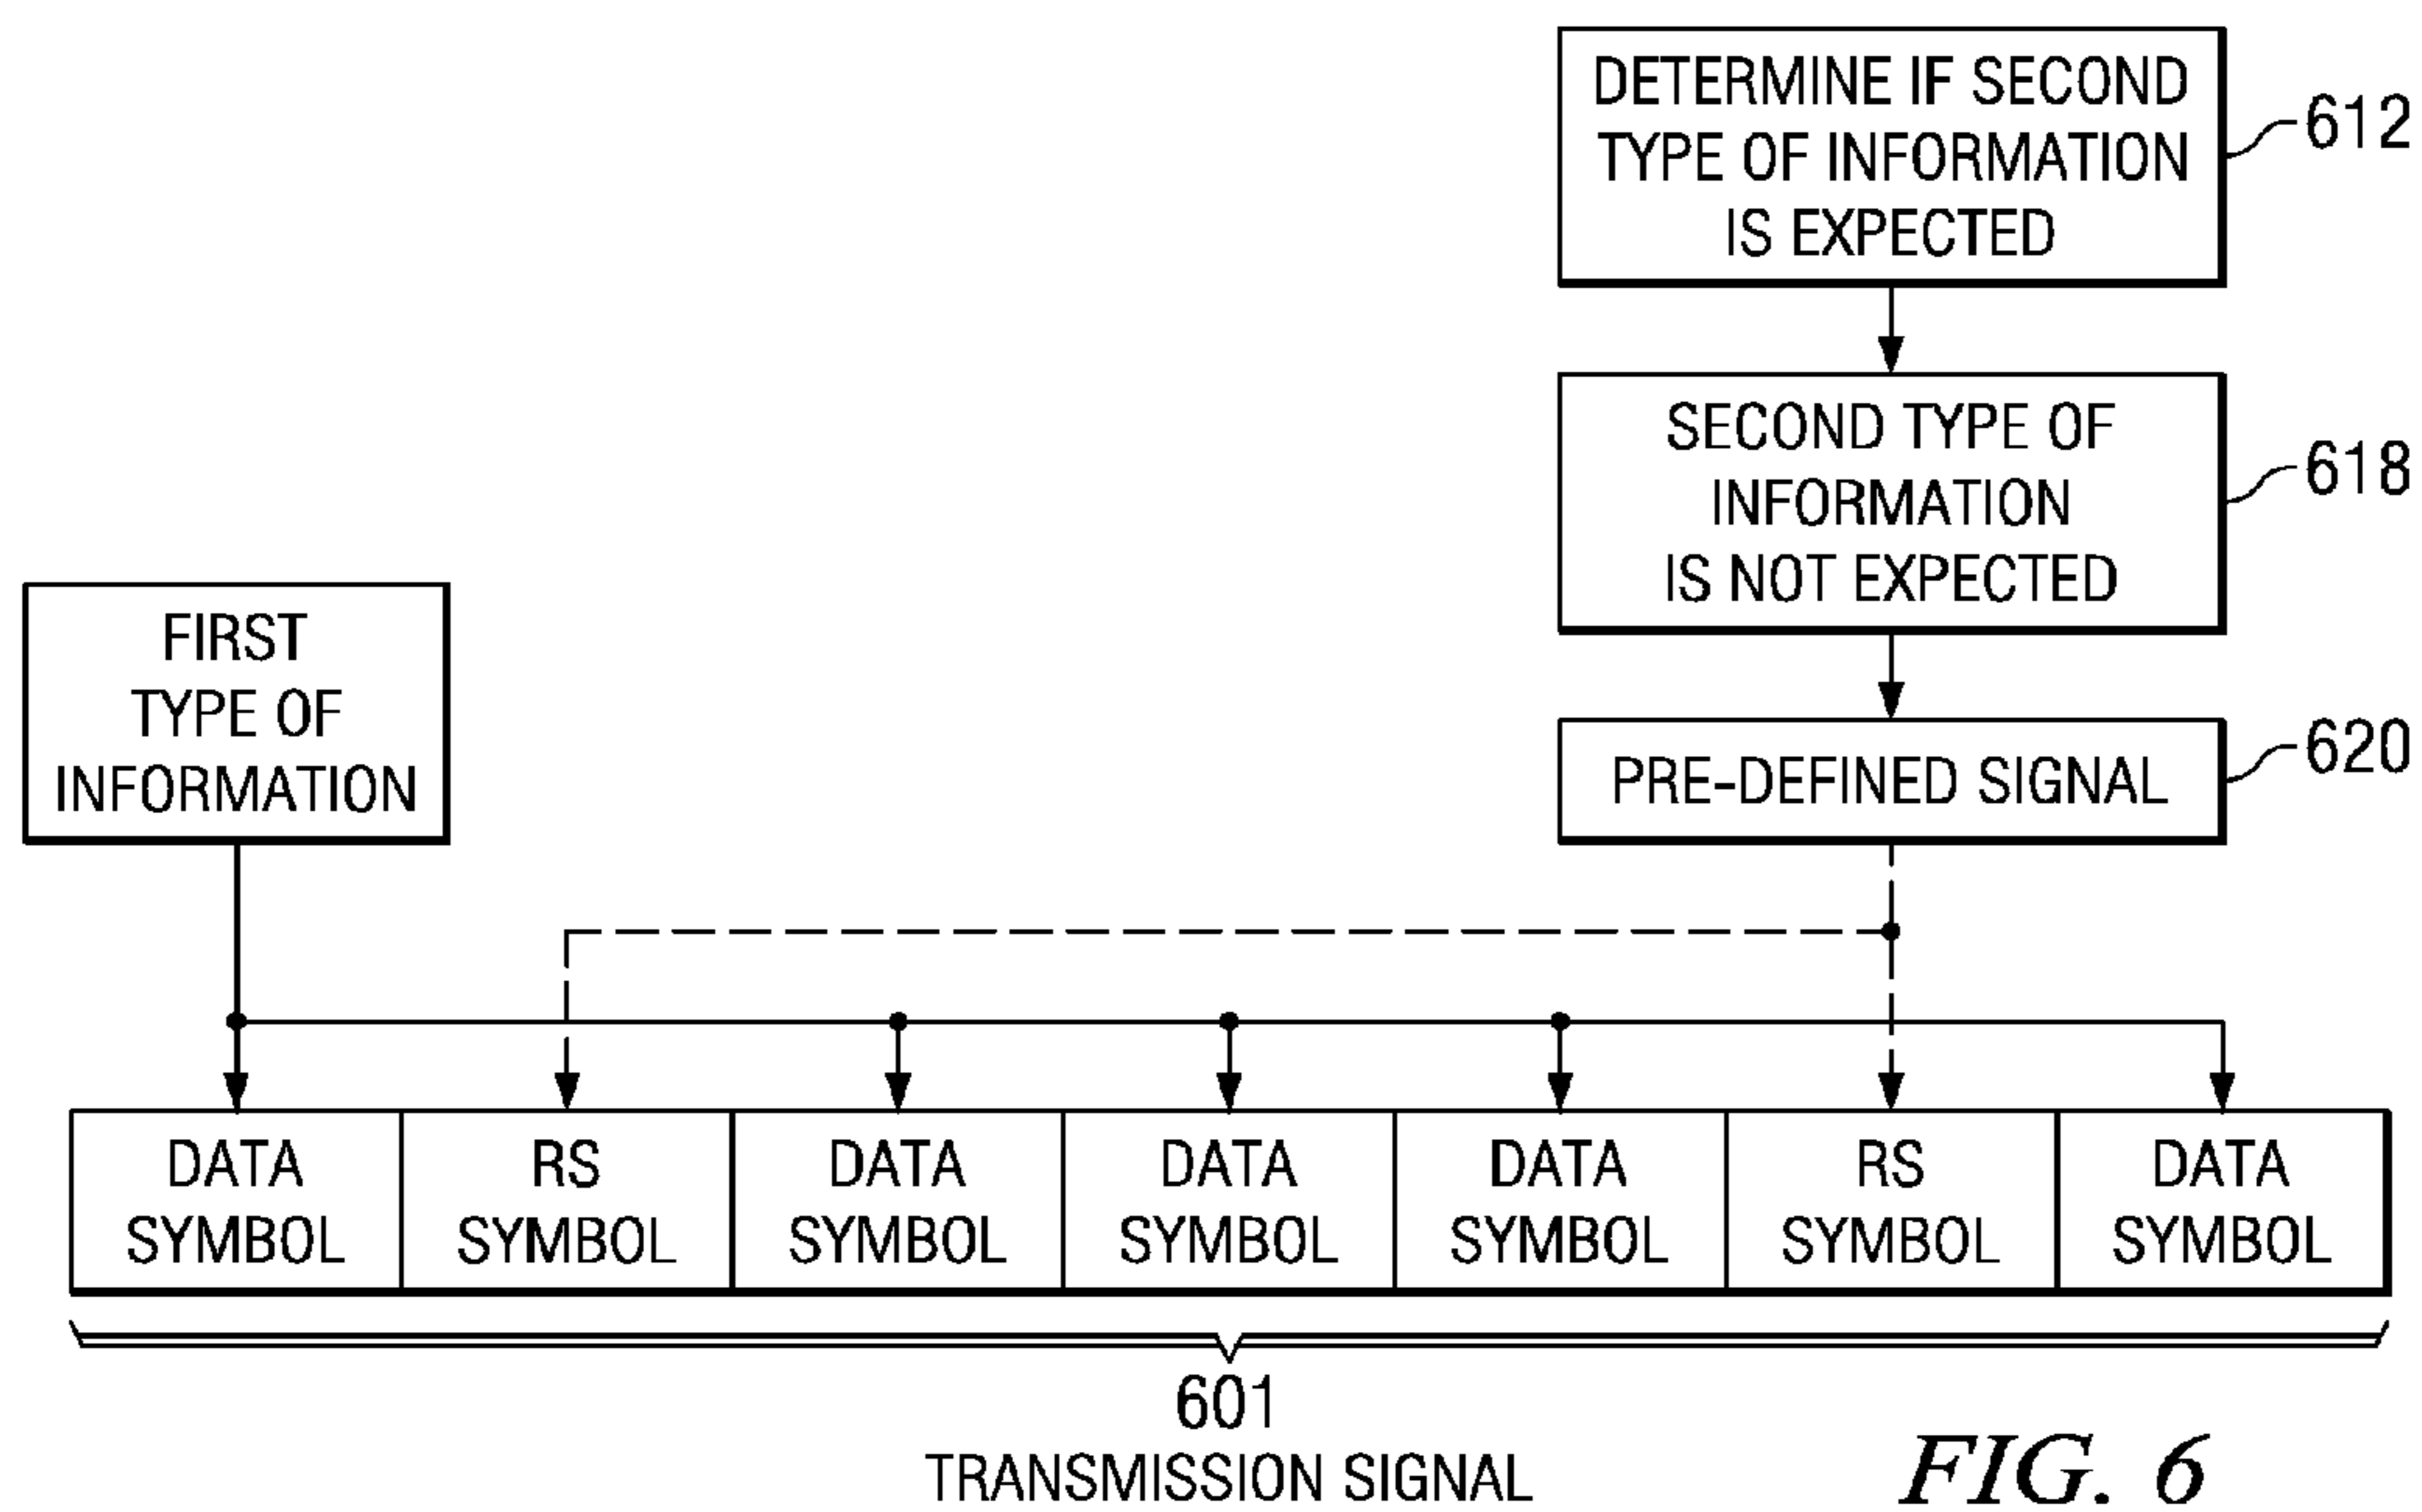 DETERMINE IF SECOND
TYPE OF INFORMATION
IS EXPECTED
612
SECOND TYPE OF
INFORMATION
IS NOT EXPECTED
618
FIRST
TYPE OF
INFORMATION
PRE-DEFINED SIGNAL
620
DATA
SYMBOL
RS
SYMBOL
DATA
SYMBOL
DATA
SYMBOL
DATA
SYMBOL
RS
SYMBOL
DATA
SYMBOL
601
TRANSMISSION SIGNAL
FIG. 6